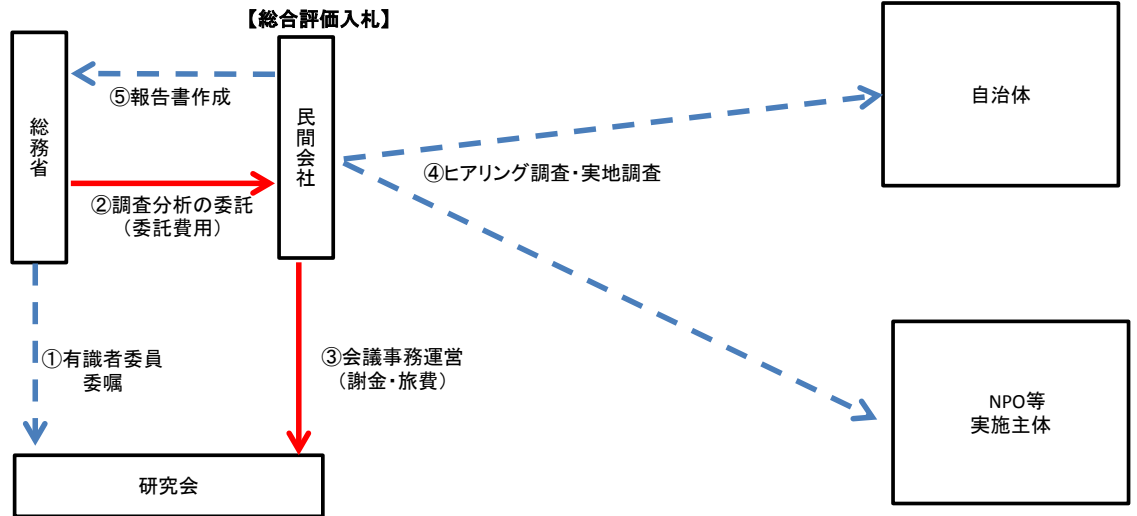 【総合評価入札】
総務省
民間会社
⑤報告書作成
②調査分析の委託
（委託費用）
④ヒアリング調査・実地調査
自治体
①有識者委員
委嘱
③会議事務運営
（謝金・旅費）
NPO等
実施主体
研究会